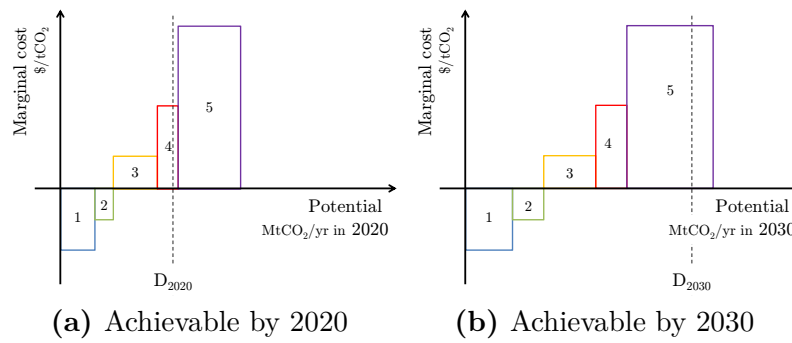 Marginal cost
$/tCO₂
1
2
3
4
5
Potential
MtCO₂/yr in 2020
D₂₀₂₀
(a) Achievable by 2020
Marginal cost
$/tCO₂
1
2
3
4
5
Potential
MtCO₂/yr in 2030
D₂₀₃₀
(b) Achievable by 2030